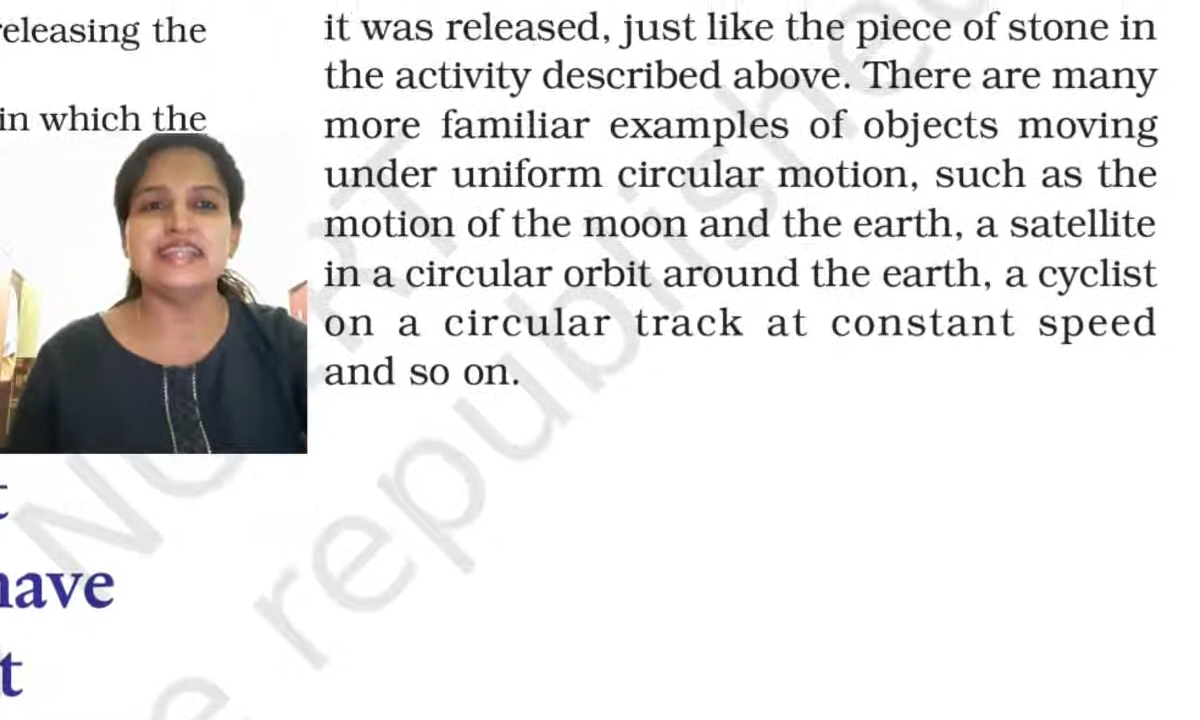 releasing the
in which the
it was released, just like the piece of stone in
the activity described above. There are many
more familiar examples of objects moving
under uniform circular motion, such as the
motion of the moon and the earth, a satellite
in a circular orbit around the earth, a cyclist
on a circular track at constant speed
and so on.
t
have
t
republished